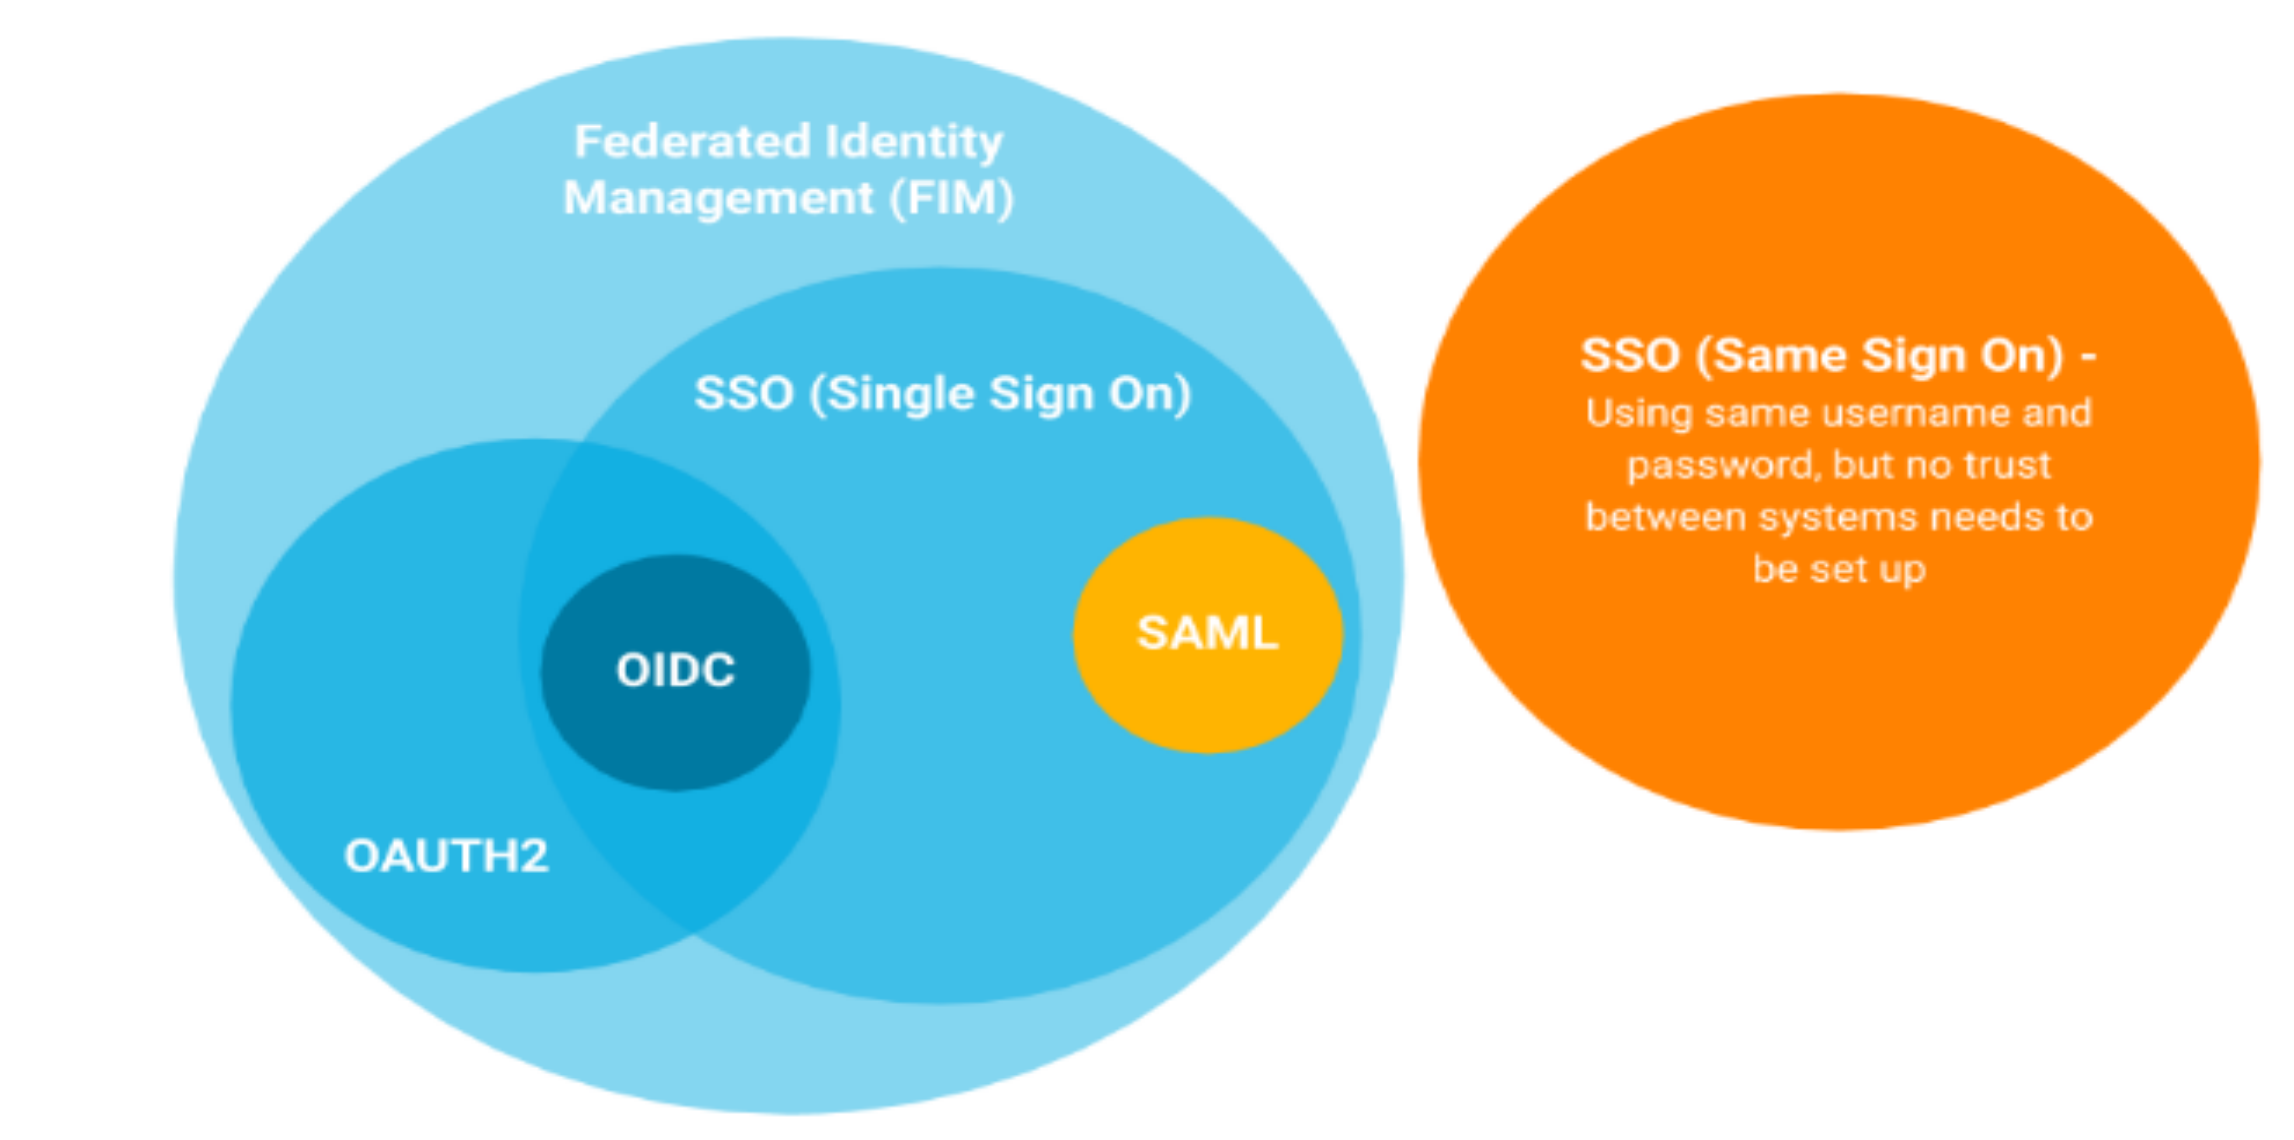 Federated Identity
Management (FIM)
SSO (Single Sign On)
OIDC
SAML
OAUTH2
SSO (Same Sign On) -
Using same username and
password, but no trust
between systems needs to
be set up